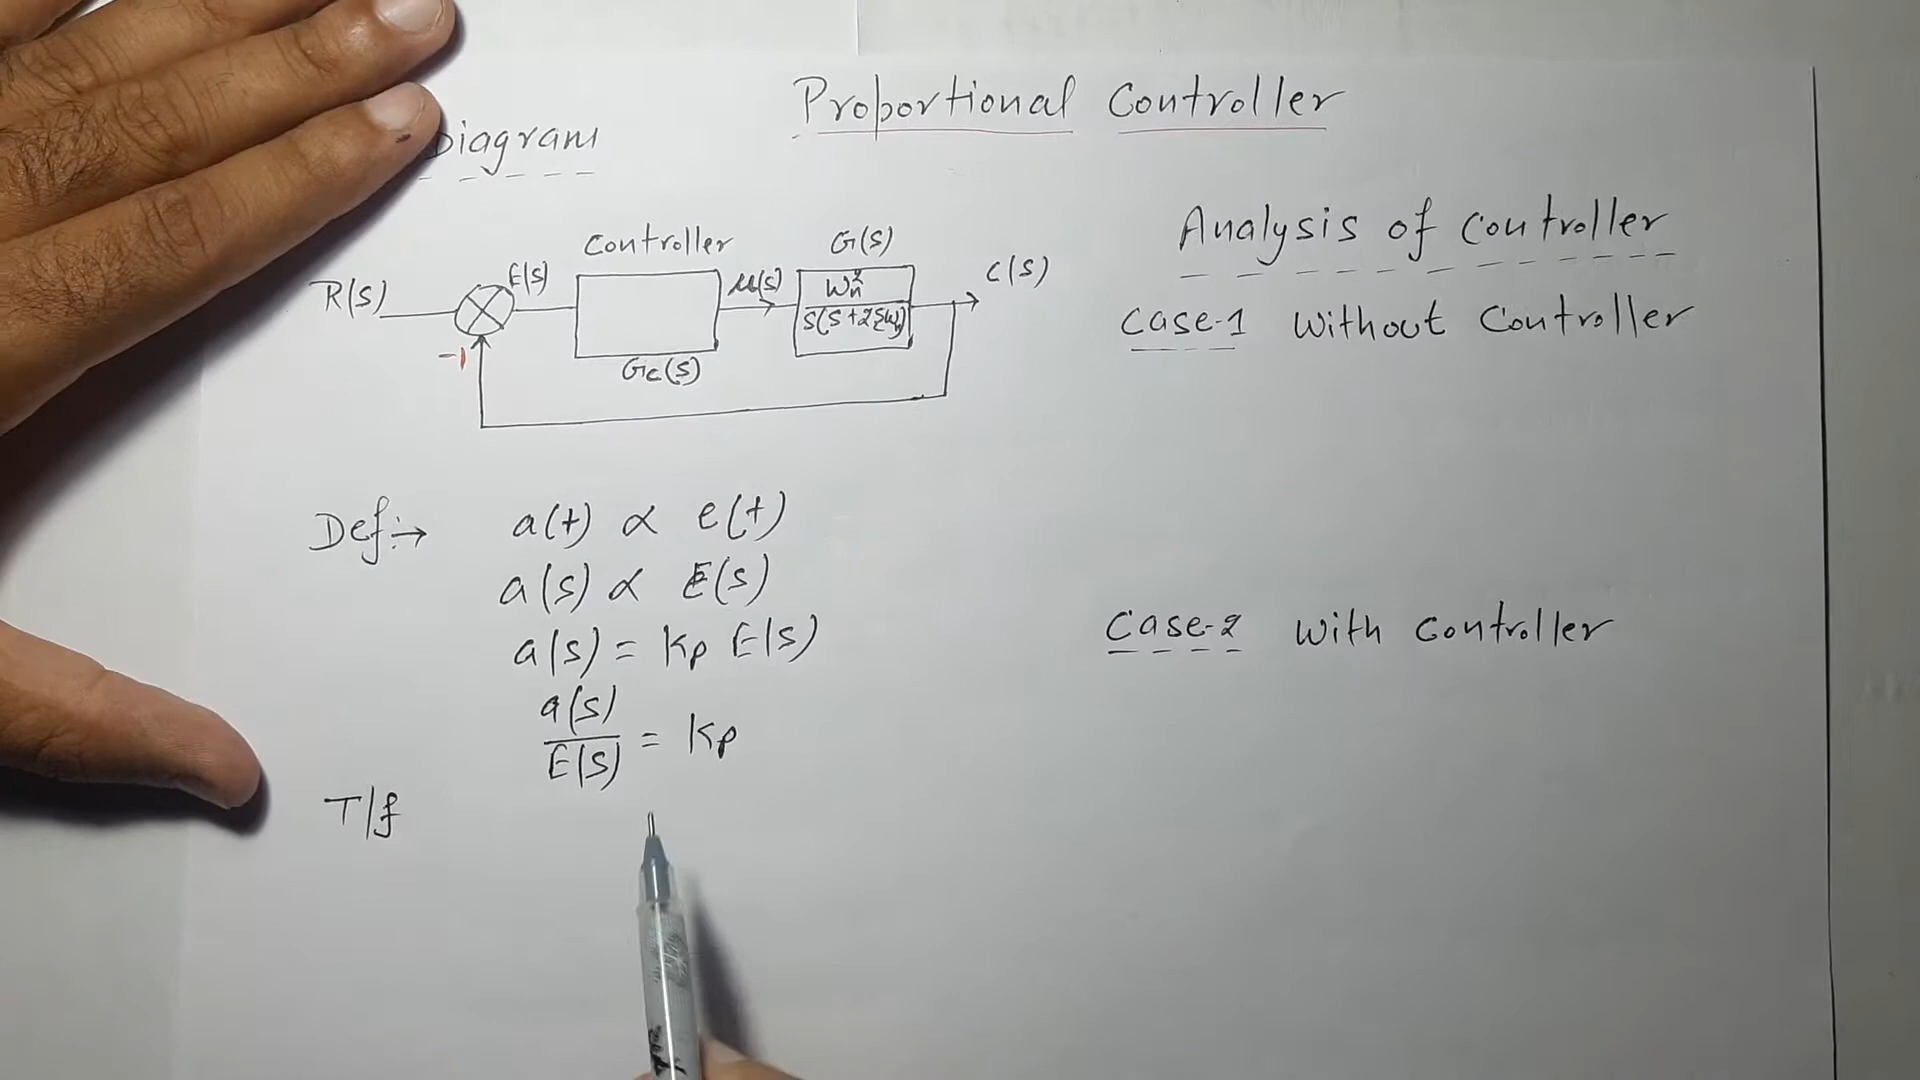 Proportional Controller
Diagram
Analysis of controller
controller
G(s)
R(s)
E(s)
μ(s)
ωn²
s(s+2ξωn)
C(s)
-1
Gc(s)
Case-1 Without Controller
Def:→ a(t) ∝ e(t)
a(s) ∝ E(s)
a(s) = Kp E(s)
a(s)
E(s)
= Kp
Case-2 With controller
T/f